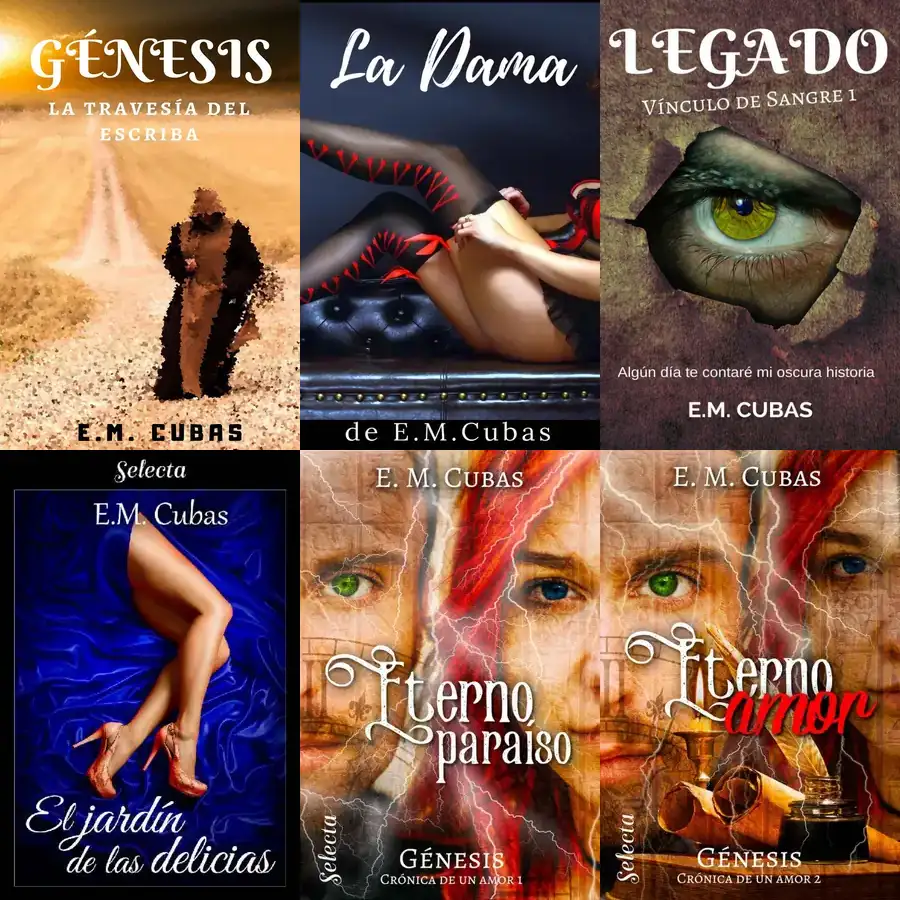 GÉNESIS
LA TRAVESÍA DEL
ESCRIBA
E.M. CUBAS
La Dama
de E.M.Cubas
LEGADO
VÍNCULO DE SANGRE 1
Algún día te contaré mi oscura historia
E.M. CUBAS
Selecta
E.M. Cubas
El jardín
de las delicias
E. M. CUBAS
Eterno
paraíso
Selecta
GÉNESIS
CRÓNICA DE UN AMOR 1
E. M. CUBAS
Eterno
amor
Selecta
GÉNESIS
CRÓNICA DE UN AMOR 2